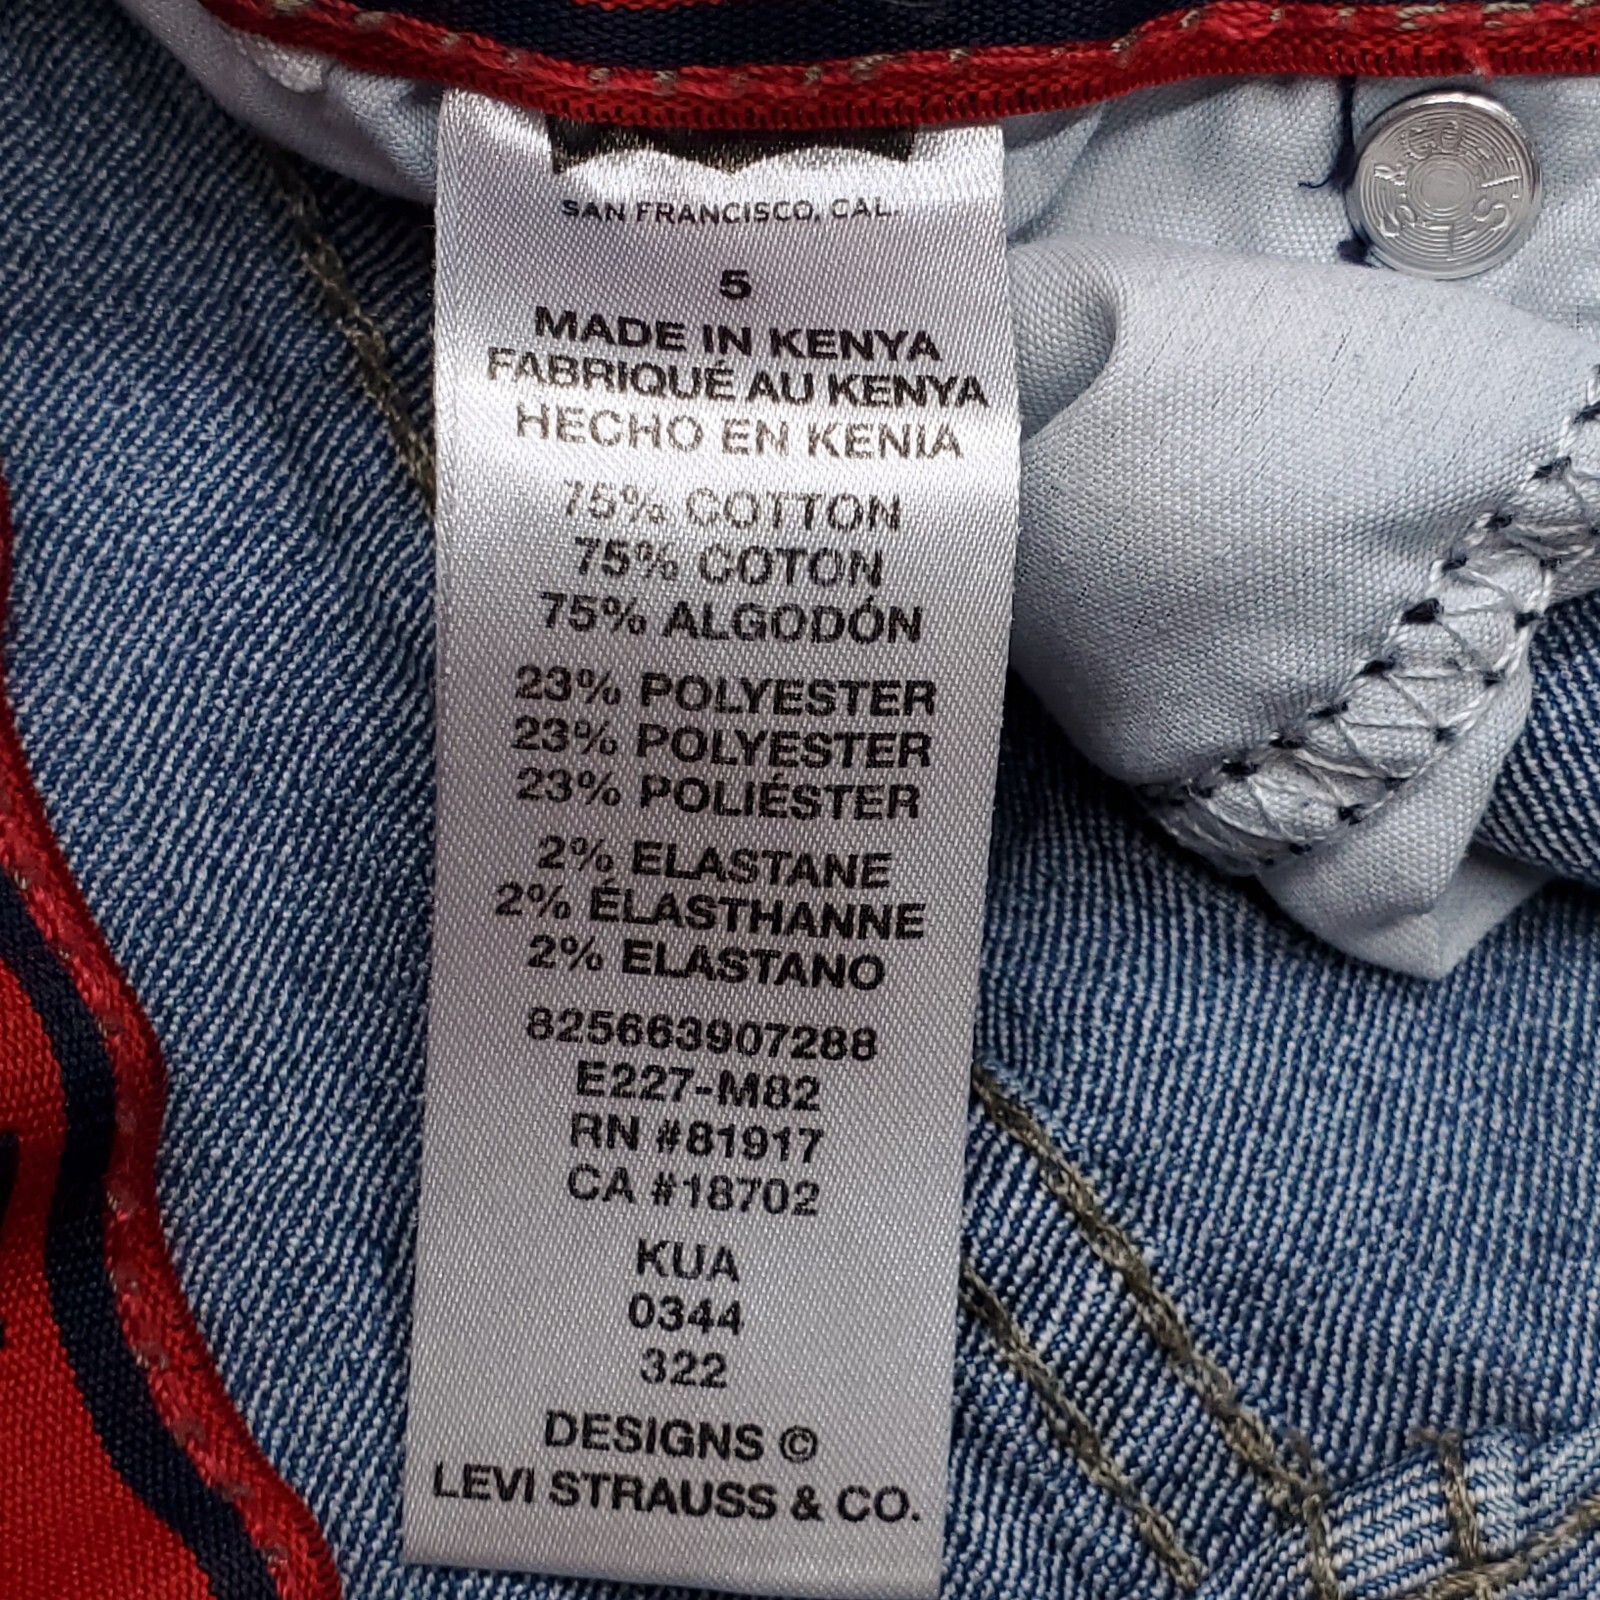 SAN FRANCISCO, CAL.
5
MADE IN KENYA
FABRIQUÉ AU KENYA
HECHO EN KENIA
75% COTTON
75% COTON
75% ALGODÓN
23% POLYESTER
23% POLYESTER
23% POLIÉSTER
2% ELASTANE
2% ÉLASTHANNE
2% ELASTANO
825663907288
E227-M82
RN #81917
CA #18702
KUA
0344
322
DESIGNS ©
LEVI STRAUSS & CO.